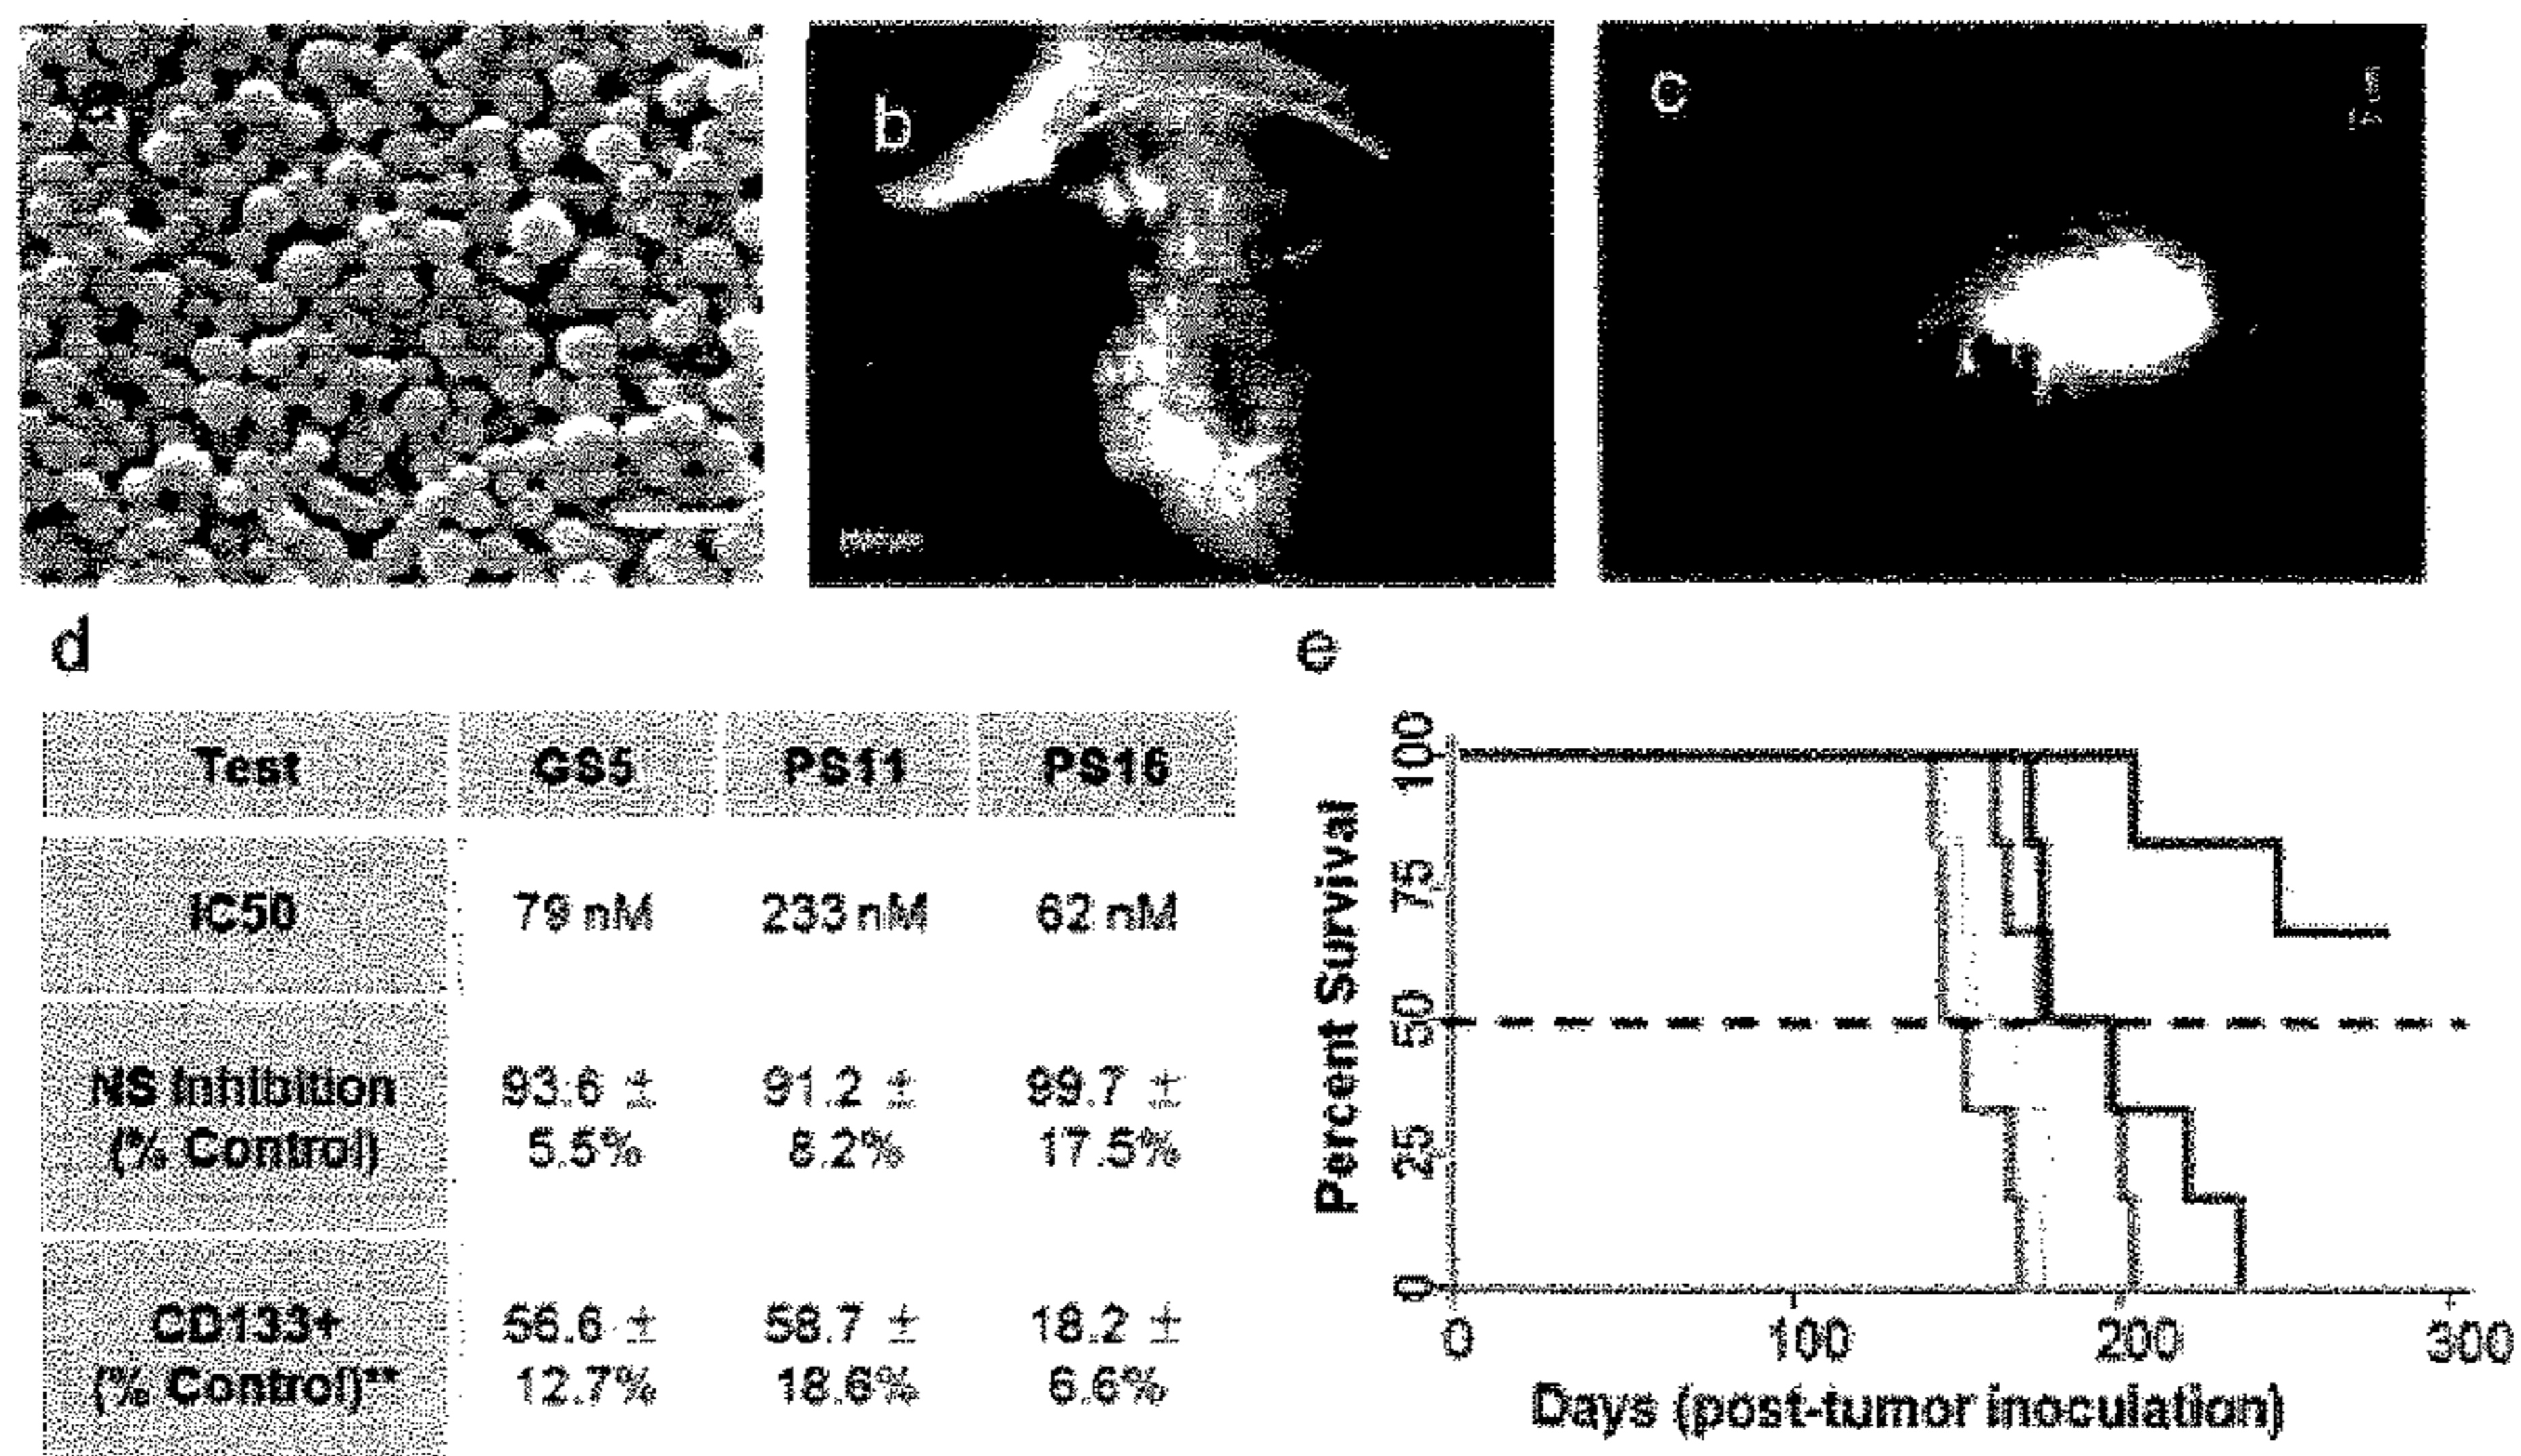 a
b
c
d
Test GS5 PS11 PS16
IC50 79 nM 233 nM 62 nM
NS Inhibition 93.6 ± 91.2 ± 99.7 ±
(% Control) 5.5% 8.2% 17.5%
CD133+ 56.6 ± 58.7 ± 18.2 ±
(% Control)** 12.7% 18.6% 6.6%
e
Percent Survival
100
75
50
25
0
0 100 200 300
Days (post-tumor inoculation)